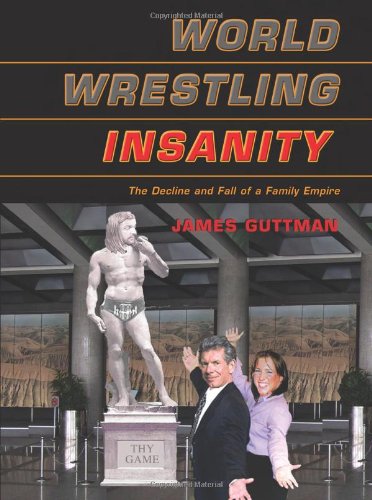 WORLD
WRESTLING
INSANITY
The Decline and Fall of a Family Empire
JAMES GUTTMAN
THY
GAME